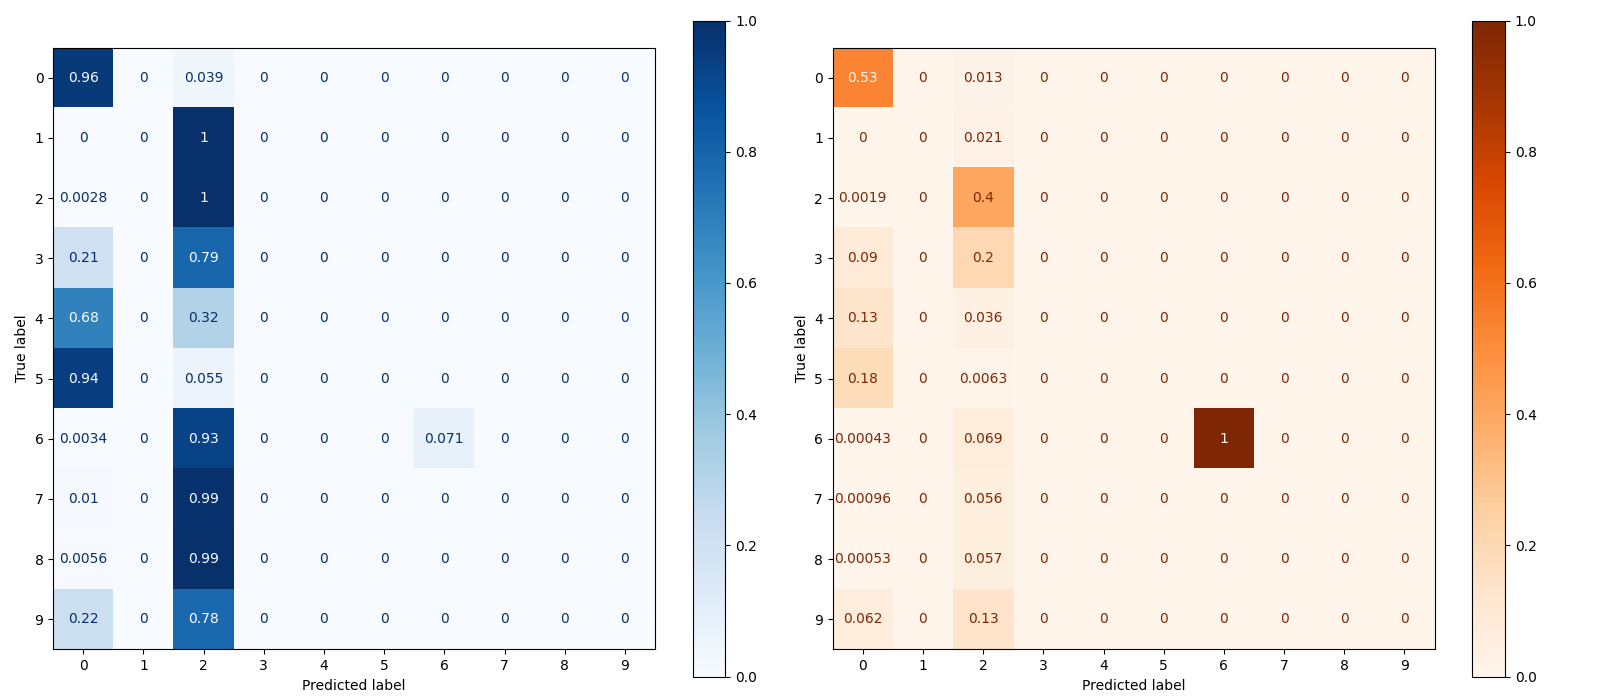 0 0.96 0 0.039 0 0 0 0 0 0 0
1 0 0 1 0 0 0 0 0 0 0
2 0.0028 0 1 0 0 0 0 0 0 0
3 0.21 0 0.79 0 0 0 0 0 0 0
4 0.68 0 0.32 0 0 0 0 0 0 0
5 0.94 0 0.055 0 0 0 0 0 0 0
6 0.0034 0 0.93 0 0 0 0.071 0 0 0
7 0.01 0 0.99 0 0 0 0 0 0 0
8 0.0056 0 0.99 0 0 0 0 0 0 0
9 0.22 0 0.78 0 0 0 0 0 0 0
0 1 2 3 4 5 6 7 8 9
Predicted label
True label
1.0
0.8
0.6
0.4
0.2
0.0
0 0.53 0 0.013 0 0 0 0 0 0 0
1 0 0 0.021 0 0 0 0 0 0 0
2 0.0019 0 0.4 0 0 0 0 0 0 0
3 0.09 0 0.2 0 0 0 0 0 0 0
4 0.13 0 0.036 0 0 0 0 0 0 0
5 0.18 0 0.0063 0 0 0 0 0 0 0
6 0.00043 0 0.069 0 0 0 1 0 0 0
7 0.00096 0 0.056 0 0 0 0 0 0 0
8 0.00053 0 0.057 0 0 0 0 0 0 0
9 0.062 0 0.13 0 0 0 0 0 0 0
0 1 2 3 4 5 6 7 8 9
Predicted label
True label
1.0
0.8
0.6
0.4
0.2
0.0